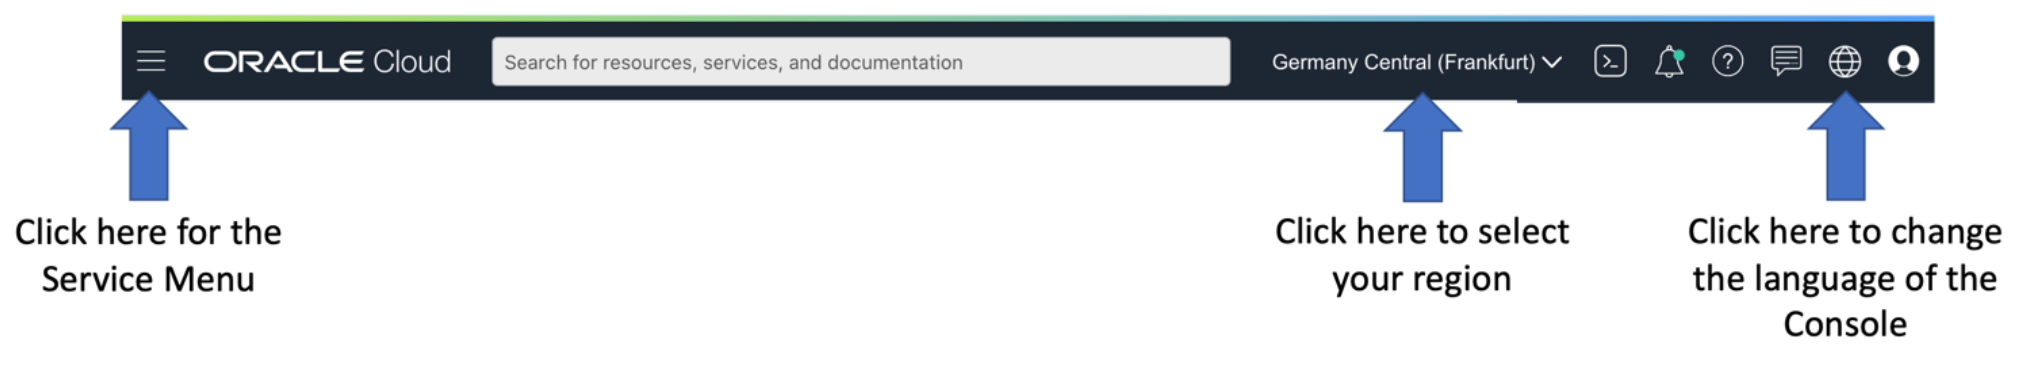 ORACLE Cloud
Search for resources, services, and documentation
Germany Central (Frankfurt)
Click here for the
Service Menu
Click here to select
your region
Click here to change
the language of the
Console